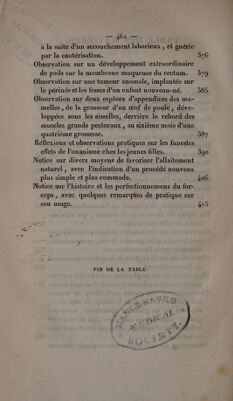 — 462 —
à la suite d'un accouchement laborieux, et guérie
par la cautérisation. 376
Observation sur un développement extraordinaire
de poils sur la membrane muqueuse du rectum. 379
Observation sur une tumeur anomale, implantée sur
le périnée et les fesses d'un enfant nouveau-né. 385
Observation sur deux espèces d'appendices des ma-
melles, de la grosseur d'un œuf de poule, déve-
loppées sous les aisselles, derrière le rebord des
muscles grands pectoraux, au sixième mois d'une
quatrième grossesse. 387
Réflexions et observations pratiques sur les funestes
effets de l'onanisme chez les jeunes filles. 390
Notice sur divers moyens de favoriser l'allaitement
naturel, avec l'indication d'un procédé nouveau
plus simple et plus commode. 406
Notice sur l'histoire et les perfectionnemens du for-
ceps, avec quelques remarques de pratique sur
son usage. 415
FIN DE LA TABLE.
MEDICAL
SOCIETY